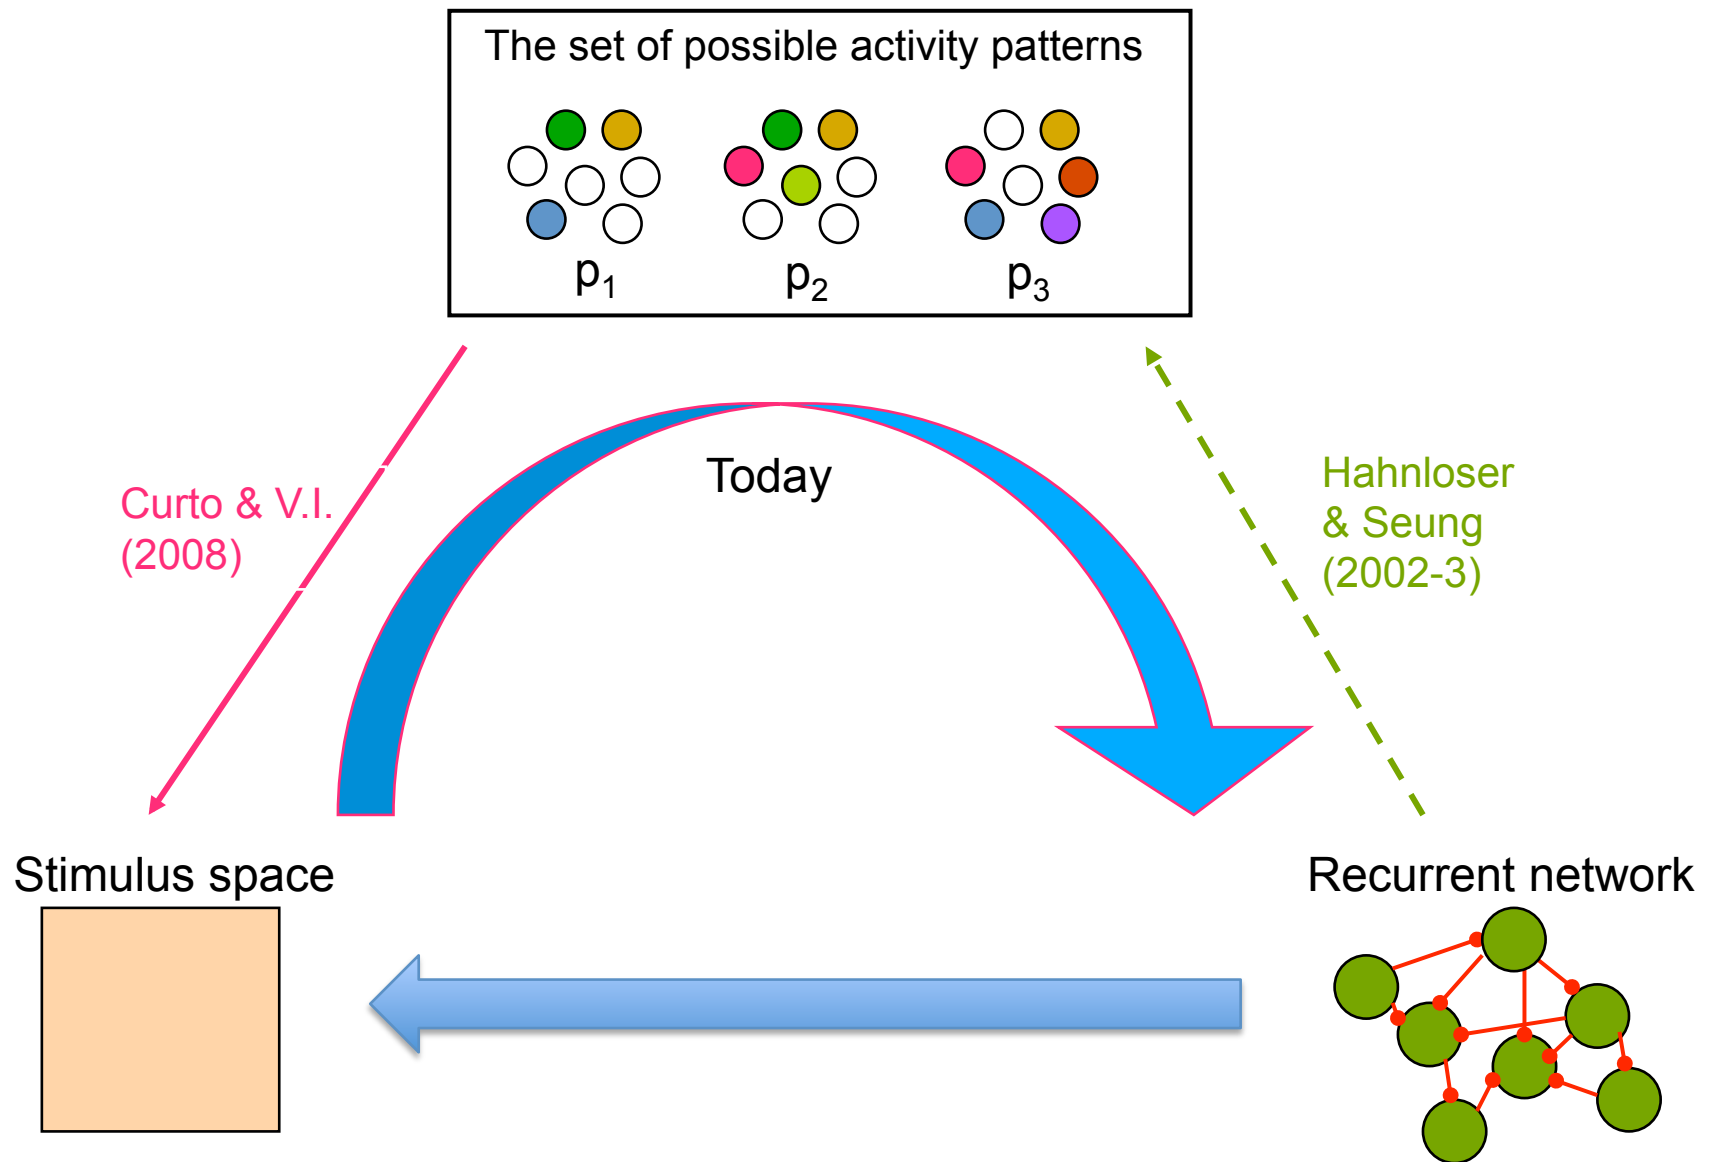 The set of possible activity patterns
p1
p2
p3
Today
Curto & V.I.
(2008)
Hahnloser
& Seung
(2002-3)
Stimulus space
Recurrent network